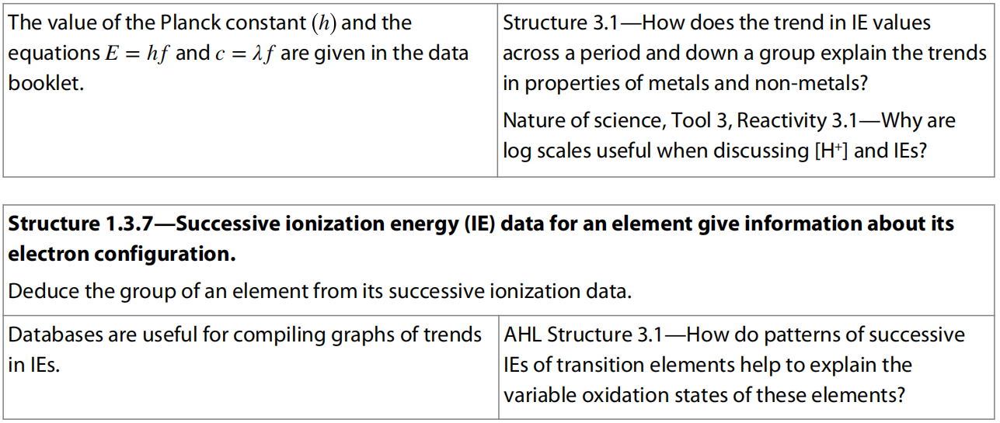 The value of the Planck constant (h) and the
equations E = hf and c = λf are given in the data
booklet.
Structure 3.1—How does the trend in IE values
across a period and down a group explain the trends
in properties of metals and non-metals?
Nature of science, Tool 3, Reactivity 3.1—Why are
log scales useful when discussing [H⁺] and IEs?
Structure 1.3.7—Successive ionization energy (IE) data for an element give information about its
electron configuration.
Deduce the group of an element from its successive ionization data.
Databases are useful for compiling graphs of trends
in IEs.
AHL Structure 3.1—How do patterns of successive
IEs of transition elements help to explain the
variable oxidation states of these elements?